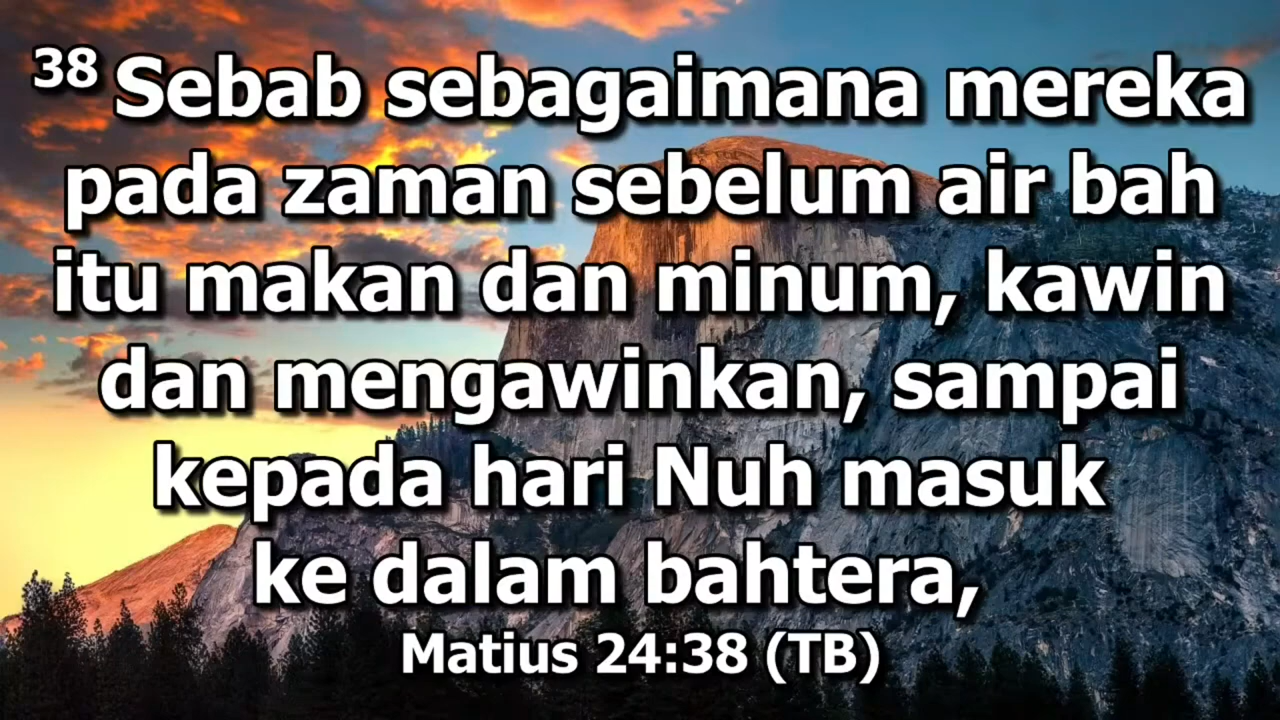 38 Sebab sebagaimana mereka
pada zaman sebelum air bah
itu makan dan minum, kawin
dan mengawinkan, sampai
kepada hari Nuh masuk
ke dalam bahtera,
Matius 24:38 (TB)